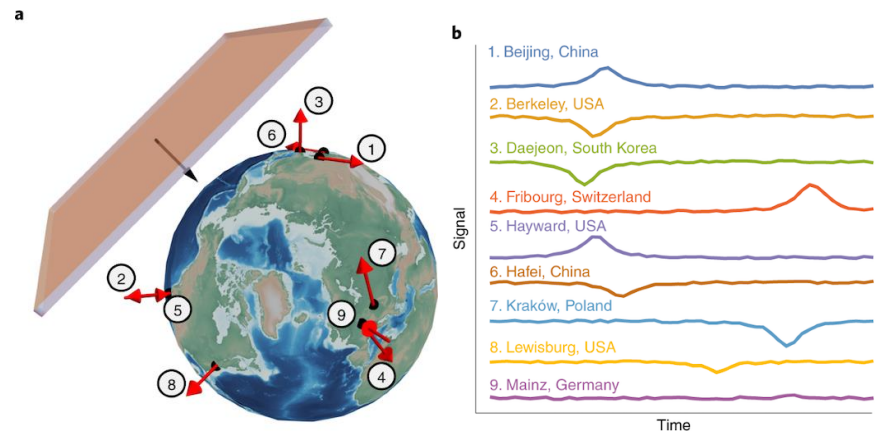 a
3
6
1
2
5
7
9
8
4
b
1. Beijing, China
2. Berkeley, USA
3. Daejeon, South Korea
4. Fribourg, Switzerland
5. Hayward, USA
6. Hafei, China
7. Kraków, Poland
8. Lewisburg, USA
9. Mainz, Germany
Signal
Time